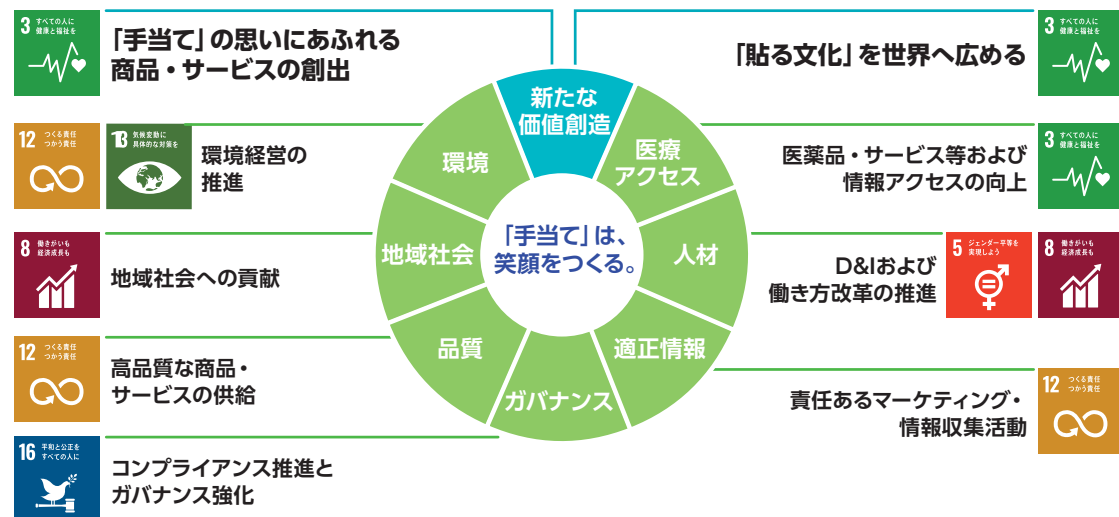 3 すべての人に
健康と福祉を
「手当て」の思いにあふれる
商品・サービスの創出
12 つくる責任
つかう責任
13 気候変動に
具体的な対策を
環境経営の
推進
8 働きがいも
経済成長も
地域社会への貢献
12 つくる責任
つかう責任
高品質な商品・
サービスの供給
16 平和と公正を
すべての人に
コンプライアンス推進と
ガバナンス強化
新たな
価値創造
医療
アクセス
人材
適正情報
ガバナンス
品質
地域社会
環境
「手当て」は、
笑顔をつくる。
「貼る文化」を世界へ広める
3 すべての人に
健康と福祉を
医薬品・サービス等および
情報アクセスの向上
3 すべての人に
健康と福祉を
D&Iおよび
働き方改革の推進
5 ジェンダー平等を
実現しよう
8 働きがいも
経済成長も
責任あるマーケティング・
情報収集活動
12 つくる責任
つかう責任